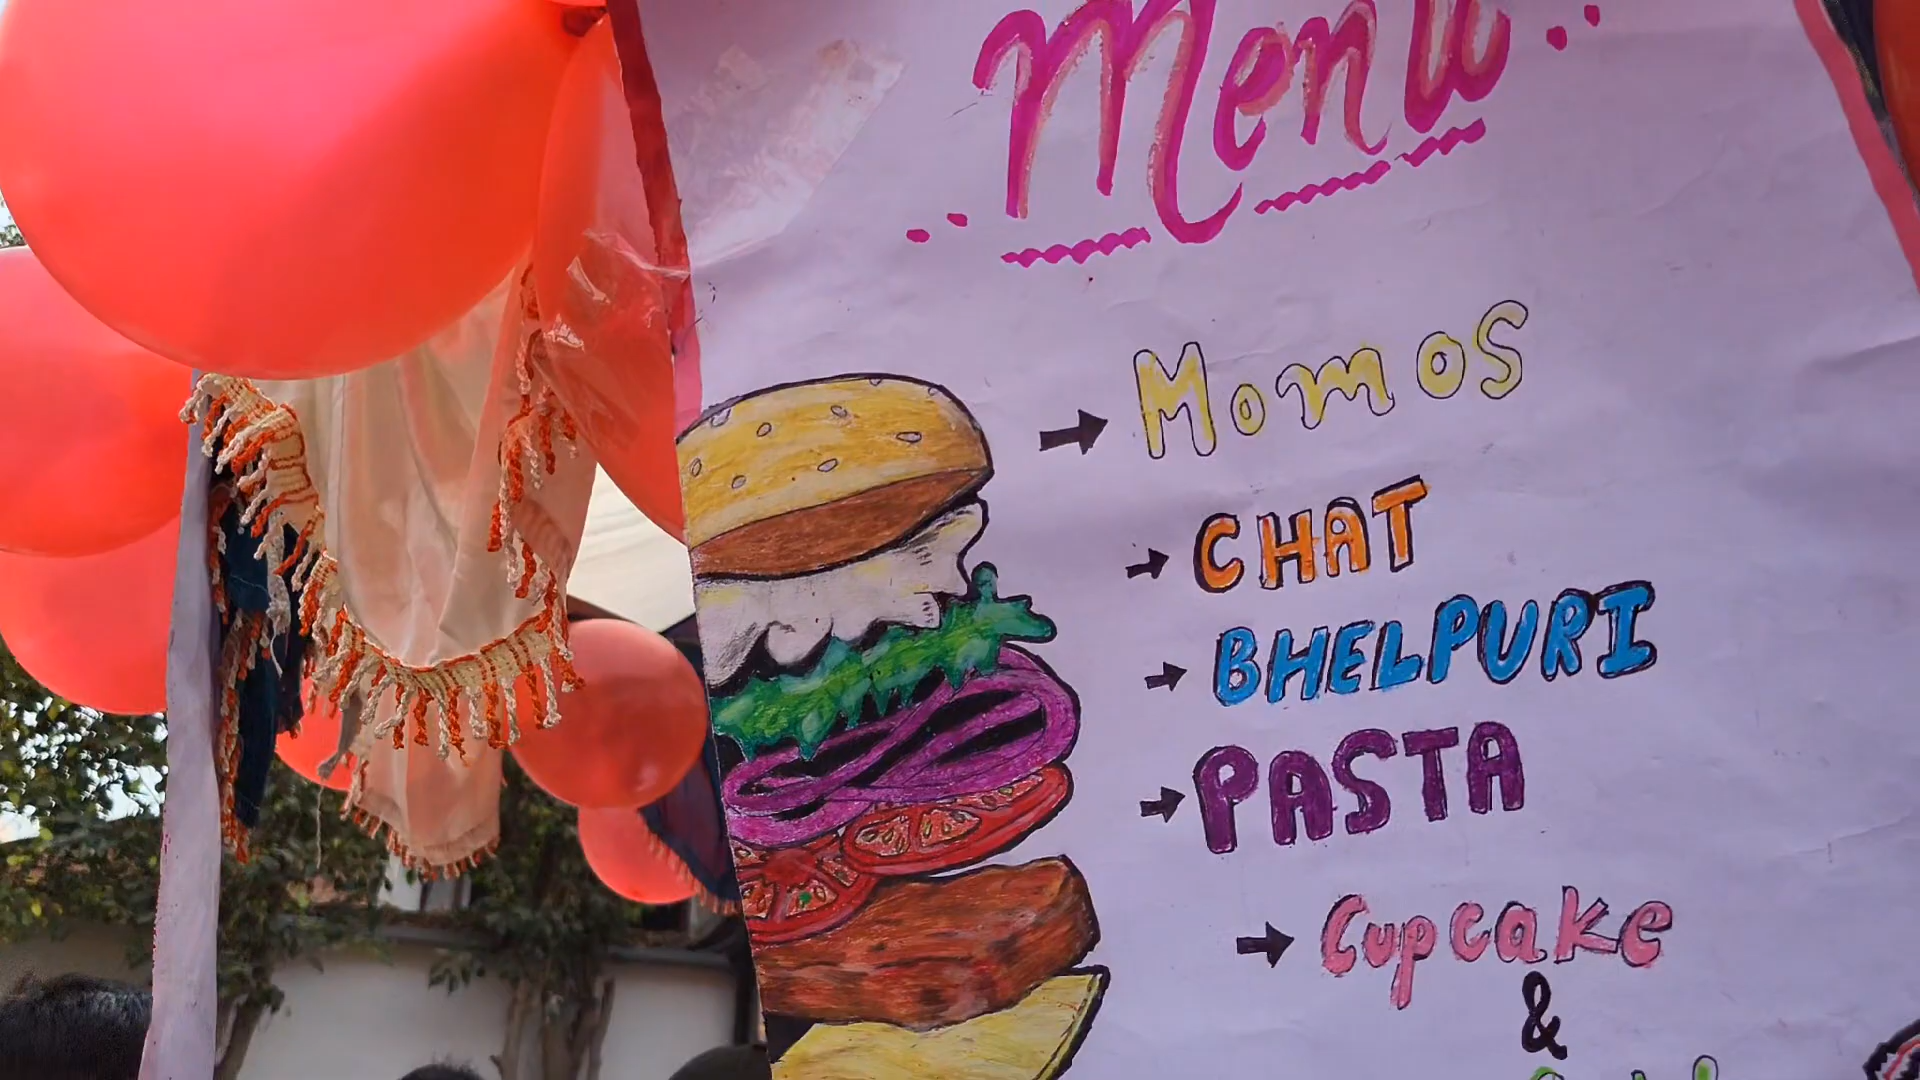 Menu
→ Momos
→ CHAT
→ BHELPURI
→ PASTA
→ Cupcake
&